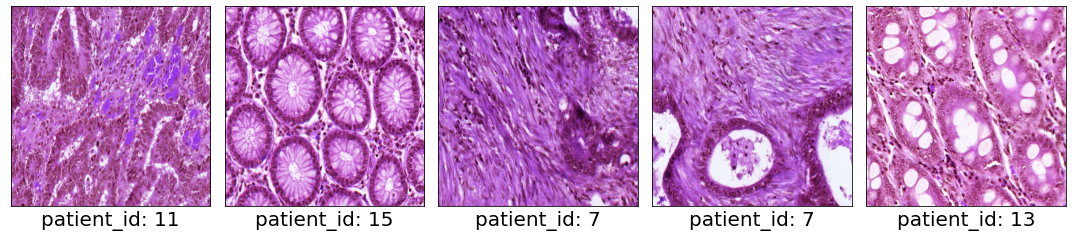 patient_id: 11
patient_id: 15
patient_id: 7
patient_id: 7
patient_id: 13